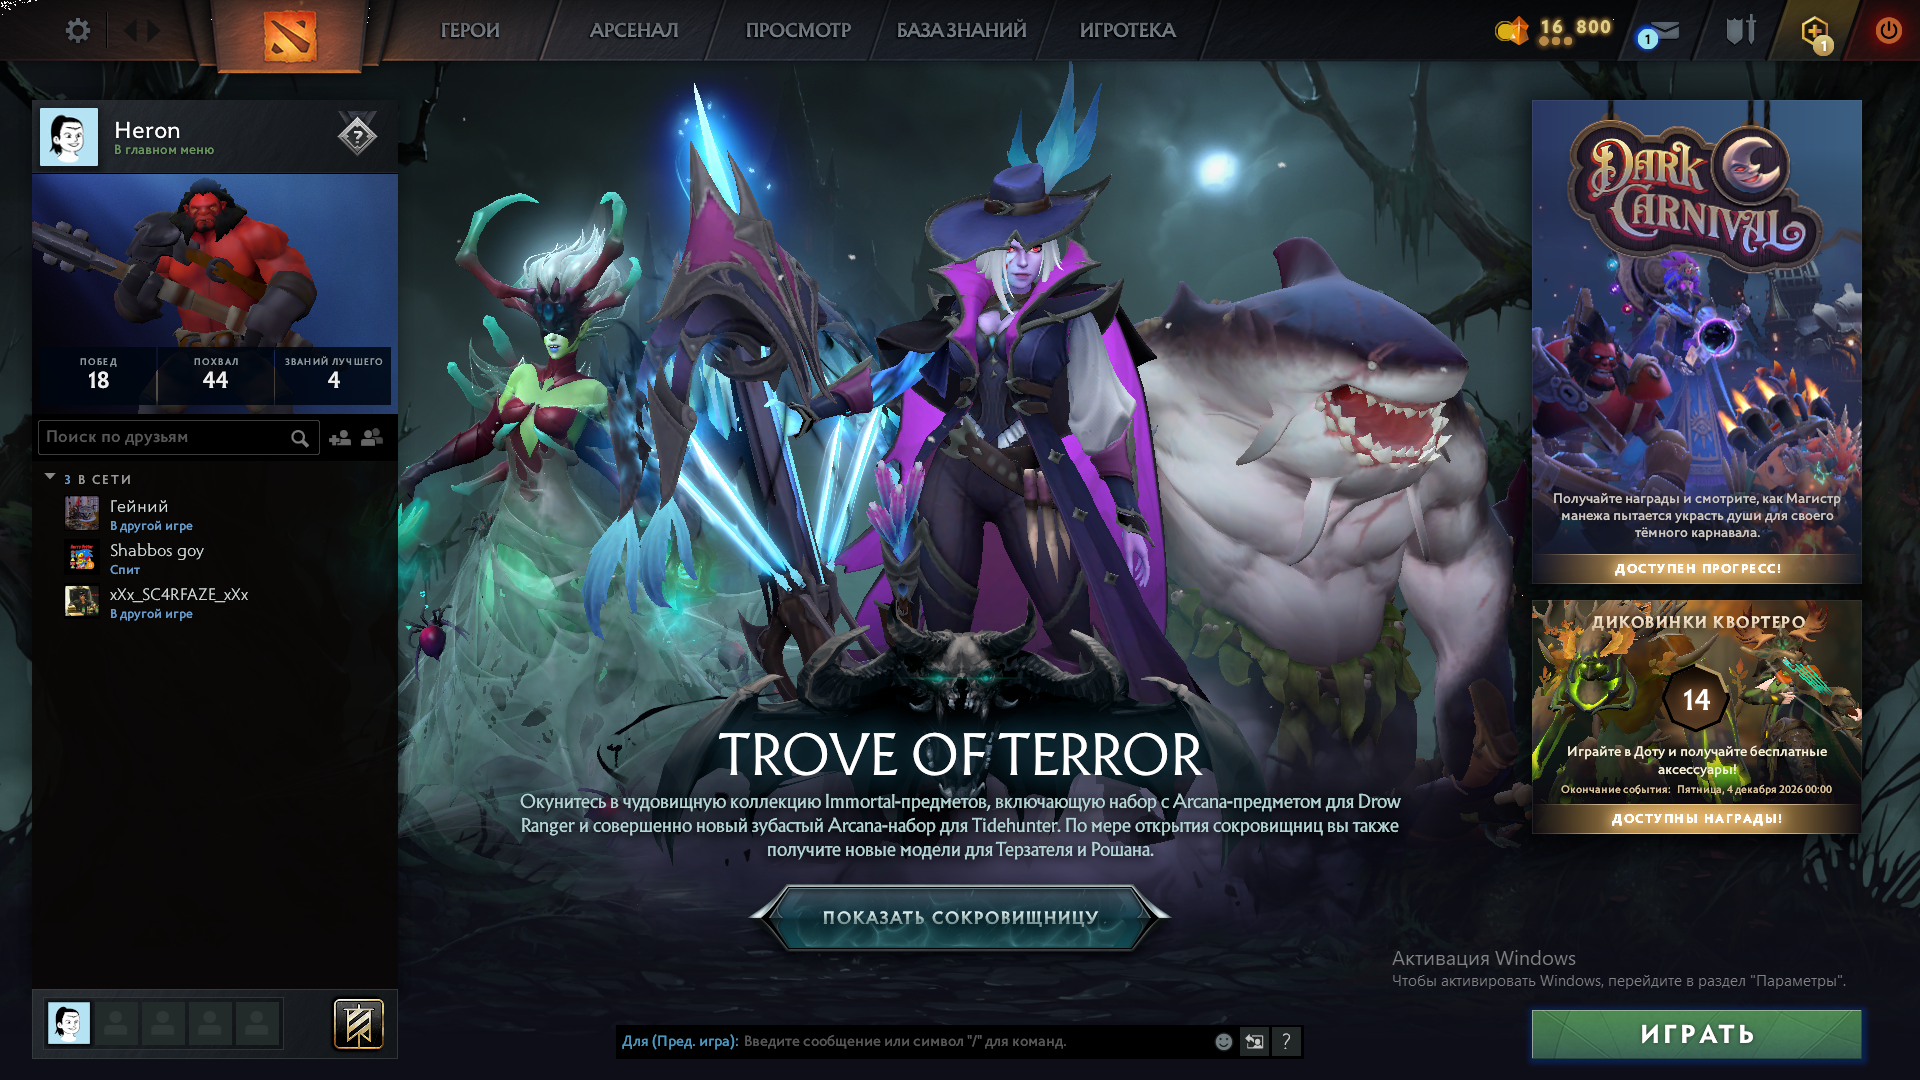 ГЕРОИ
АРСЕНАЛ
ПРОСМОТР
БАЗА ЗНАНИЙ
ИГРОТЕКА
16 800
1
1
Heron
В главном меню
?
ПОБЕД
18
ПОХВАЛ
44
ЗВАНИЙ ЛУЧШЕГО
4
Поиск по друзьям
3 В СЕТИ
Гейний
В другой игре
Shabbos goy
Спит
xXx_SC4RFAZE_xXx
В другой игре
TROVE OF TERROR
Окунитесь в чудовищную коллекцию Immortal-предметов, включающую набор с Arcana-предметом для Drow
Ranger и совершенно новый зубастый Arcana-набор для Tidehunter. По мере открытия сокровищниц вы также
получите новые модели для Терзателя и Рошана.
ПОКАЗАТЬ СОКРОВИЩНИЦУ
Для (Пред. игра): Введите сообщение или символ "/" для команд.
?
DARK
CARNIVAL
Получайте награды и смотрите, как Магистр
манежа пытается украсть души для своего
тёмного карнавала.
ДОСТУПЕН ПРОГРЕСС!
ДИКОВИНКИ КВОРТЕРО
14
Играйте в Доту и получайте бесплатные
аксессуары!
Окончание события: Пятница, 4 декабря 2026 00:00
ДОСТУПНЫ НАГРАДЫ!
Активация Windows
Чтобы активировать Windows, перейдите в раздел "Параметры".
ИГРАТЬ